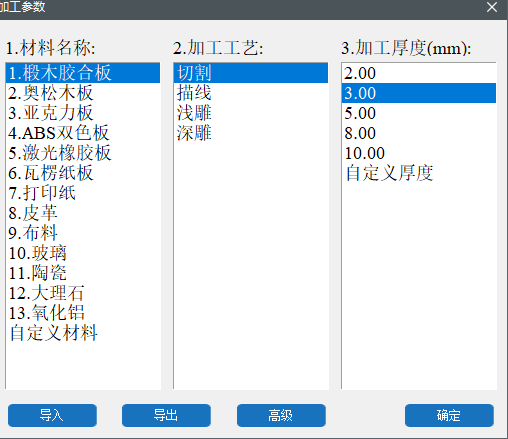 加工参数
1.材料名称:
2.加工工艺:
3.加工厚度(mm):
1.椴木胶合板
2.奥松木板
3.亚克力板
4.ABS双色板
5.激光橡胶板
6.瓦楞纸板
7.打印纸
8.皮革
9.布料
10.玻璃
11.陶瓷
12.大理石
13.氧化铝
自定义材料
切割
描线
浅雕
深雕
2.00
3.00
5.00
8.00
10.00
自定义厚度
导入
导出
高级
确定